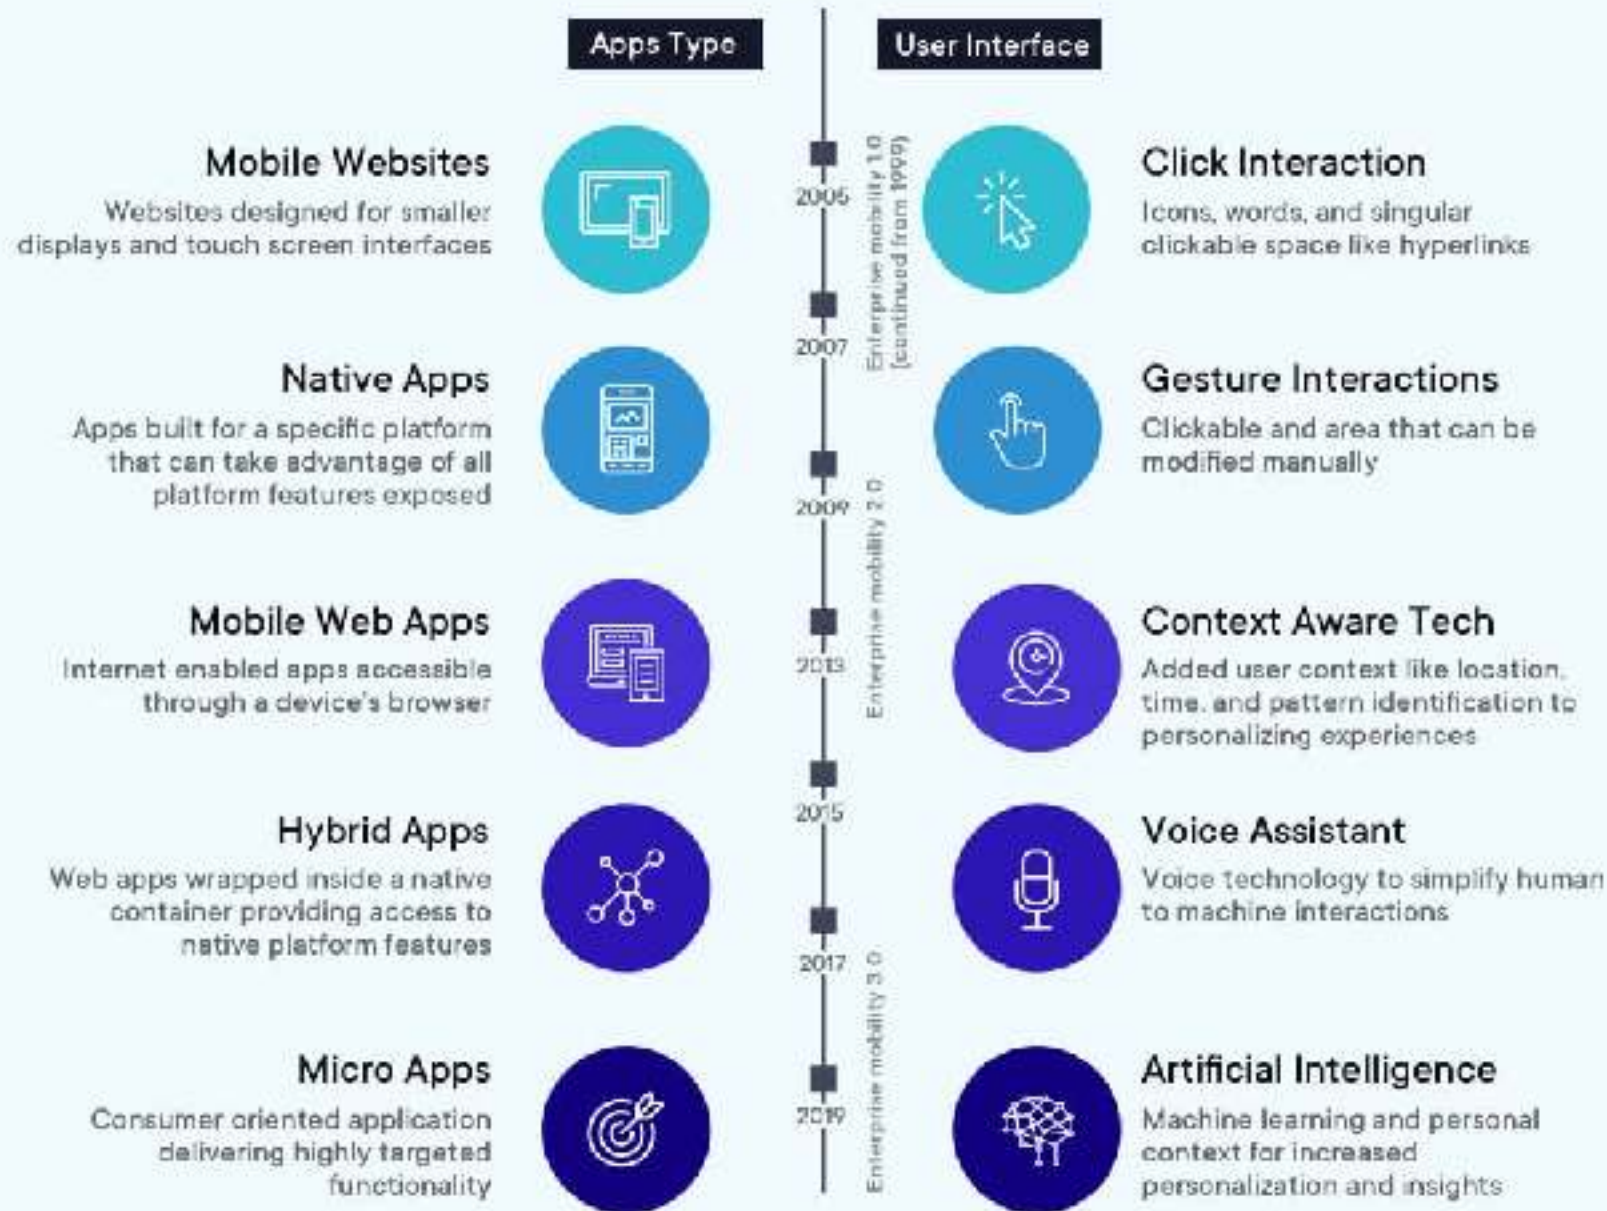 Apps Type
User Interface
Mobile Websites
Websites designed for smaller
displays and touch screen interfaces
2005
Enterprise mobility 1.0
(continued from 1999)
Click Interaction
Icons, words, and singular
clickable space like hyperlinks
2007
Native Apps
Apps built for a specific platform
that can take advantage of all
platform features exposed
Gesture Interactions
Clickable and area that can be
modified manually
2009
Enterprise mobility 2.0
Mobile Web Apps
Internet enabled apps accessible
through a device's browser
2013
Context Aware Tech
Added user context like location,
time, and pattern identification to
personalizing experiences
2015
Hybrid Apps
Web apps wrapped inside a native
container providing access to
native platform features
Voice Assistant
Voice technology to simplify human
to machine interactions
2017
Enterprise mobility 3.0
Micro Apps
Consumer oriented application
delivering highly targeted
functionality
2019
Artificial Intelligence
Machine learning and personal
context for increased
personalization and insights